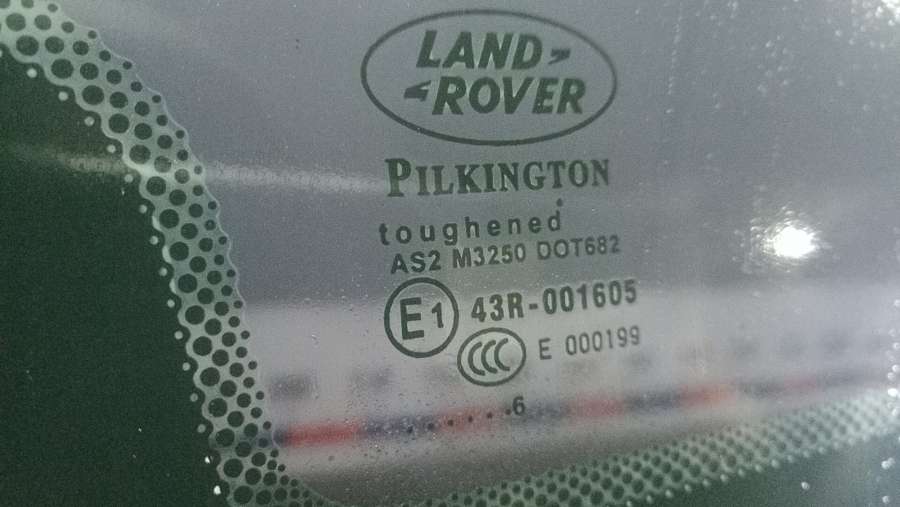 LAND
ROVER
PILKINGTON
toughened
AS2 M3250 DOT682
E1 43R-001605
CCC E 000199
.......6